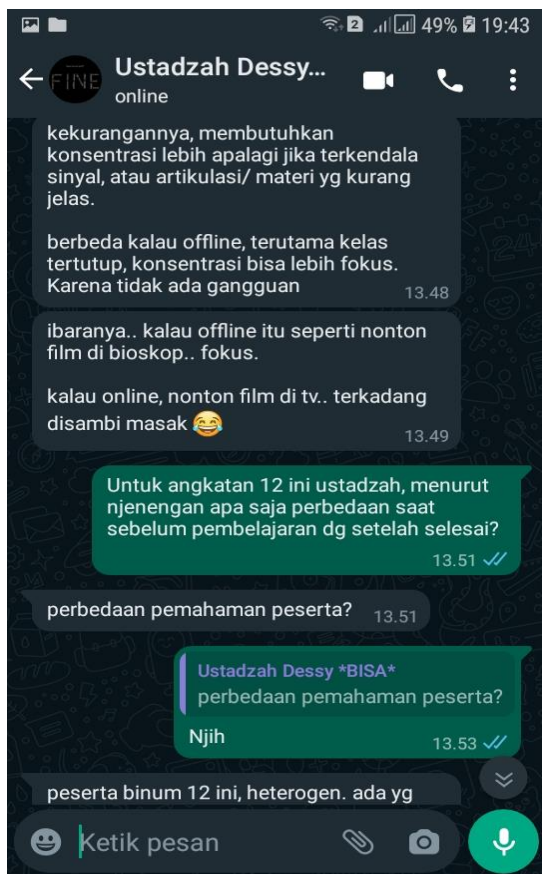 2 49% 19:43
FINE
Ustadzah Dessy...
online
kekurangannya, membutuhkan
konsentrasi lebih apalagi jika terkendala
sinyal, atau artikulasi/ materi yg kurang
jelas.
berbeda kalau offline, terutama kelas
tertutup, konsentrasi bisa lebih fokus.
Karena tidak ada gangguan
13.48
ibaranya.. kalau offline itu seperti nonton
film di bioskop.. fokus.
kalau online, nonton film di tv.. terkadang
disambi masak 😂
13.49
Untuk angkatan 12 ini ustadzah, menurut
njenengan apa saja perbedaan saat
sebelum pembelajaran dg setelah selesai?
13.51
perbedaan pemahaman peserta? 13.51
Ustadzah Dessy *BISA*
perbedaan pemahaman peserta?
Njih
13.53
peserta binum 12 ini, heterogen. ada yg
Ketik pesan